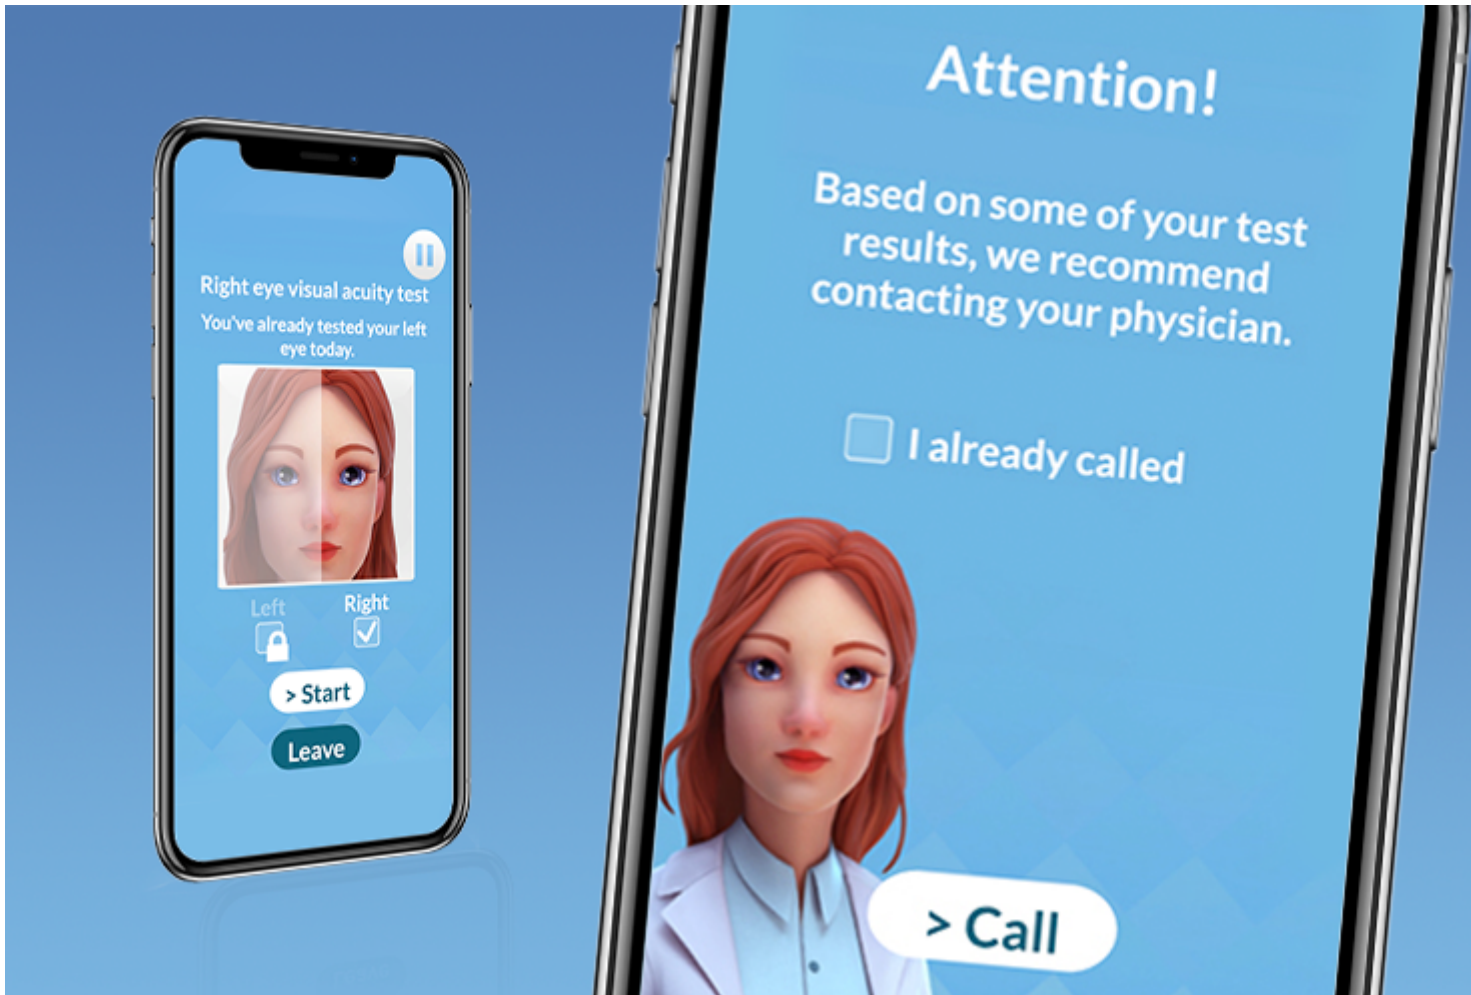 Right eye visual acuity test
You've already tested your left
eye today.
Left
Right
> Start
Leave
Attention!
Based on some of your test
results, we recommend
contacting your physician.
I already called
> Call